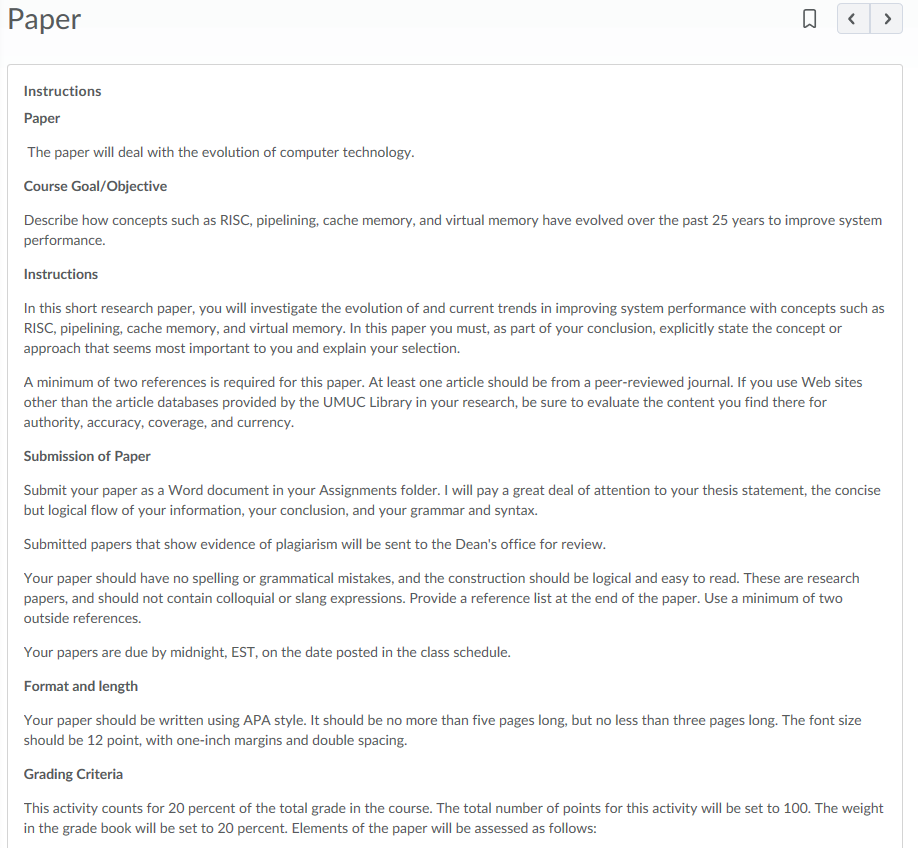 Paper
Instructions
Paper
The paper will deal with the evolution of computer technology.
Course Goal/Objective
Describe how concepts such as RISC, pipelining, cache memory, and virtual memory have evolved over the past 25 years to improve system
performance.
Instructions
In this short research paper, you will investigate the evolution of and current trends in improving system performance with concepts such as
RISC, pipelining, cache memory, and virtual memory. In this paper you must, as part of your conclusion, explicitly state the concept or
approach that seems most important to you and explain your selection.
A minimum of two references is required for this paper. At least one article should be from a peer-reviewed journal. If you use Web sites
other than the article databases provided by the UMUC Library in your research, be sure to evaluate the content you find there for
authority, accuracy, coverage, and currency.
Submission of Paper
Submit your paper as a Word document in your Assignments folder. I will pay a great deal of attention to your thesis statement, the concise
but logical flow of your information, your conclusion, and your grammar and syntax.
Submitted papers that show evidence of plagiarism will be sent to the Dean's office for review.
Your paper should have no spelling or grammatical mistakes, and the construction should be logical and easy to read. These are research
papers, and should not contain colloquial or slang expressions. Provide a reference list at the end of the paper. Use a minimum of two
outside references.
Your papers are due by midnight, EST, on the date posted in the class schedule.
Format and length
Your paper should be written using APA style. It should be no more than five pages long, but no less than three pages long. The font size
should be 12 point, with one-inch margins and double spacing.
Grading Criteria
This activity counts for 20 percent of the total grade in the course. The total number of points for this activity will be set to 100. The weight
in the grade book will be set to 20 percent. Elements of the paper will be assessed as follows: